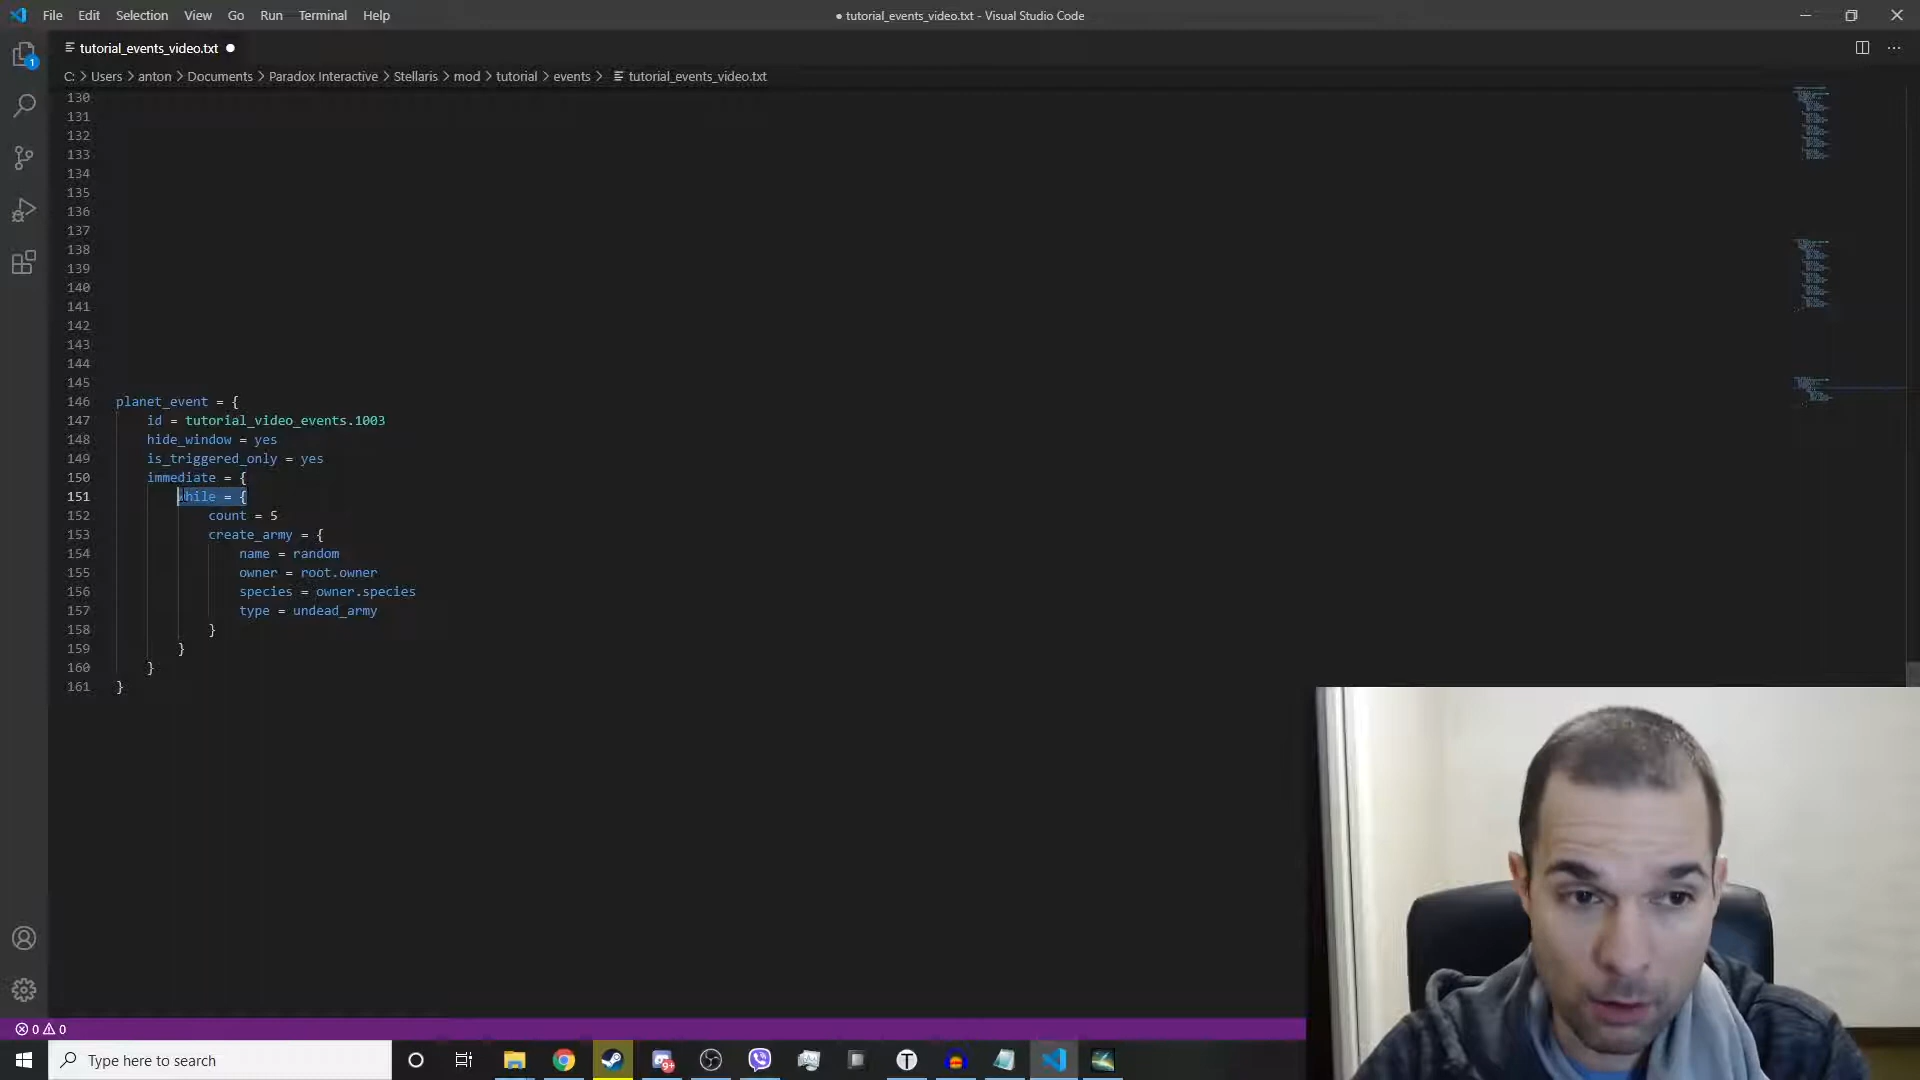 File Edit Selection View Go Run Terminal Help
● tutorial_events_video.txt - Visual Studio Code
tutorial_events_video.txt ●
C: > Users > anton > Documents > Paradox Interactive > Stellaris > mod > tutorial > events > tutorial_events_video.txt
1
130
131
132
133
134
135
136
137
138
139
140
141
142
143
144
145
146 planet_event = {
147 id = tutorial_video_events.1003
148 hide_window = yes
149 is_triggered_only = yes
150 immediate = {
151 while = {
152 count = 5
153 create_army = {
154 name = random
155 owner = root.owner
156 species = owner.species
157 type = undead_army
158 }
159 }
160 }
161 }
0 0
Type here to search
9+
T